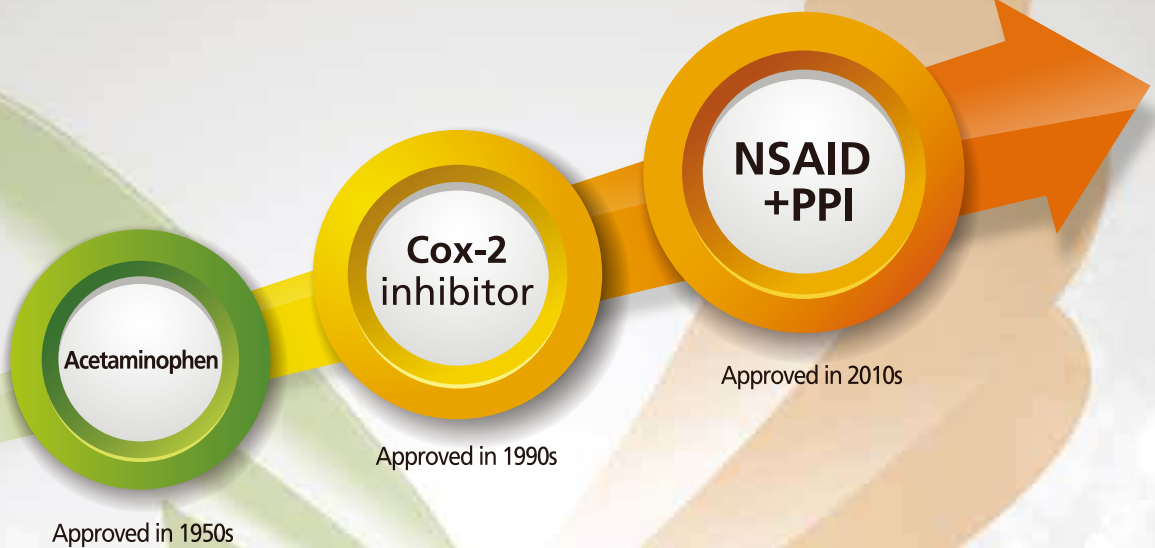 Acetaminophen
Approved in 1950s
Cox-2
inhibitor
Approved in 1990s
NSAID
+PPI
Approved in 2010s